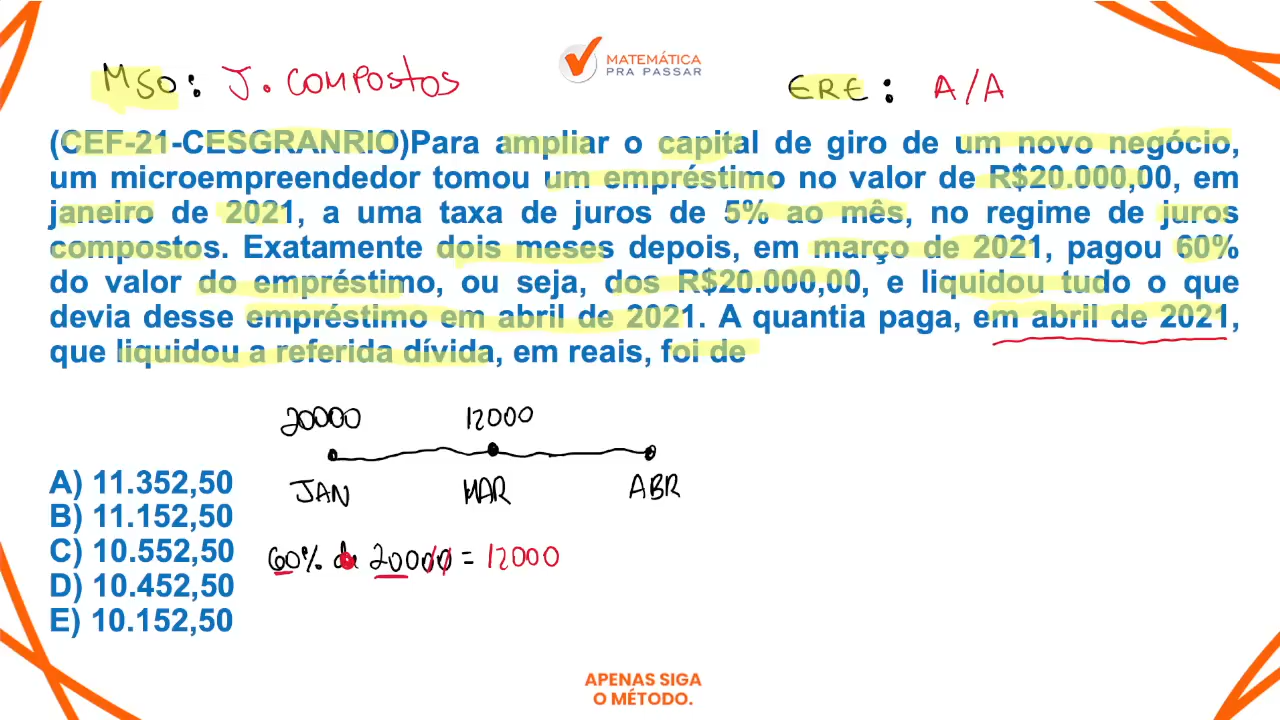 MATEMÁTICA
PRA PASSAR
MSO: J. COMPOSTOS
ERE: A/A
(CEF-21-CESGRANRIO)Para ampliar o capital de giro de um novo negócio,
um microempreendedor tomou um empréstimo no valor de R$20.000,00, em
janeiro de 2021, a uma taxa de juros de 5% ao mês, no regime de juros
compostos. Exatamente dois meses depois, em março de 2021, pagou 60%
do valor do empréstimo, ou seja, dos R$20.000,00, e liquidou tudo o que
devia desse empréstimo em abril de 2021. A quantia paga, em abril de 2021,
que liquidou a referida dívida, em reais, foi de
20000 12000
JAN MAR ABR
A) 11.352,50
B) 11.152,50
C) 10.552,50
D) 10.452,50
E) 10.152,50
60% de 20000 = 12000
APENAS SIGA
O MÉTODO.